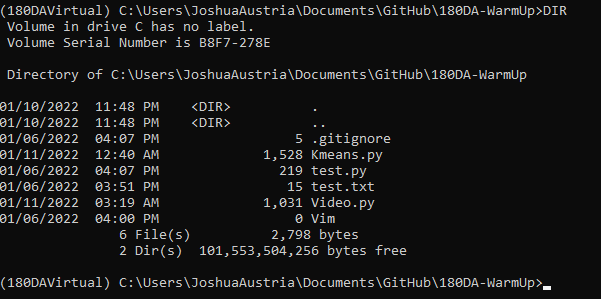 (180DAVirtual) C:\Users\JoshuaAustria\Documents\GitHub\180DA-WarmUp>DIR
Volume in drive C has no label.
Volume Serial Number is B8F7-278E
Directory of C:\Users\JoshuaAustria\Documents\GitHub\180DA-WarmUp
01/10/2022  11:48 PM    <DIR>          .
01/10/2022  11:48 PM    <DIR>          ..
01/06/2022  04:07 PM                 5 .gitignore
01/11/2022  12:40 AM             1,528 Kmeans.py
01/06/2022  04:07 PM               219 test.py
01/06/2022  03:51 PM                15 test.txt
01/11/2022  03:19 AM             1,031 Video.py
01/06/2022  04:00 PM                 0 Vim
6 File(s)          2,798 bytes
2 Dir(s)  101,553,504,256 bytes free
(180DAVirtual) C:\Users\JoshuaAustria\Documents\GitHub\180DA-WarmUp>